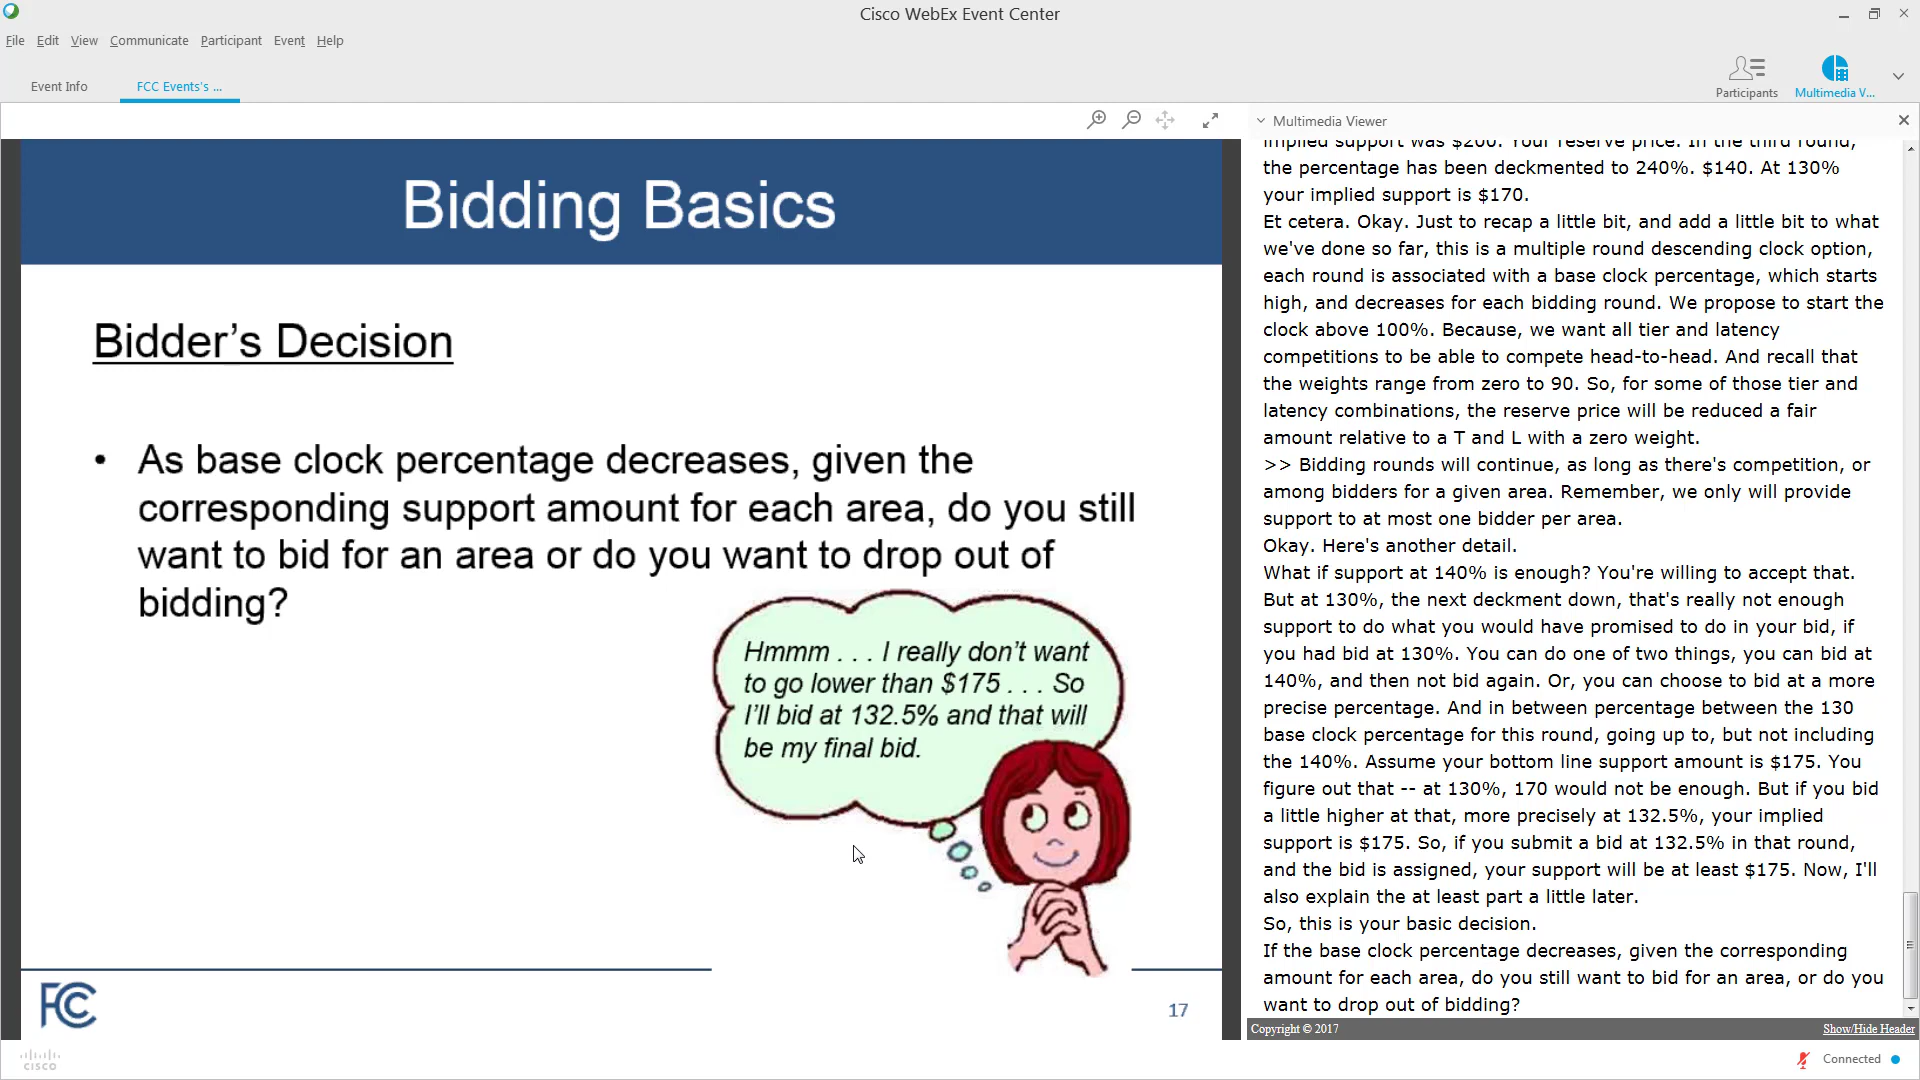 Cisco WebEx Event Center
File Edit View Communicate Participant Event Help
Event Info
FCC Events's ...
Participants
Multimedia V...
Bidding Basics
Bidder's Decision
• As base clock percentage decreases, given the
corresponding support amount for each area, do you still
want to bid for an area or do you want to drop out of
bidding?
Hmmm . . . I really don't want
to go lower than $175 . . . So
I'll bid at 132.5% and that will
be my final bid.
FCC
17
Multimedia Viewer
implied support was $200. Your reserve price. In the third round,
the percentage has been deckmented to 240%. $140. At 130%
your implied support is $170.
Et cetera. Okay. Just to recap a little bit, and add a little bit to what
we've done so far, this is a multiple round descending clock option,
each round is associated with a base clock percentage, which starts
high, and decreases for each bidding round. We propose to start the
clock above 100%. Because, we want all tier and latency
competitions to be able to compete head-to-head. And recall that
the weights range from zero to 90. So, for some of those tier and
latency combinations, the reserve price will be reduced a fair
amount relative to a T and L with a zero weight.
>> Bidding rounds will continue, as long as there's competition, or
among bidders for a given area. Remember, we only will provide
support to at most one bidder per area.
Okay. Here's another detail.
What if support at 140% is enough? You're willing to accept that.
But at 130%, the next deckment down, that's really not enough
support to do what you would have promised to do in your bid, if
you had bid at 130%. You can do one of two things, you can bid at
140%, and then not bid again. Or, you can choose to bid at a more
precise percentage. And in between percentage between the 130
base clock percentage for this round, going up to, but not including
the 140%. Assume your bottom line support amount is $175. You
figure out that -- at 130%, 170 would not be enough. But if you bid
a little higher at that, more precisely at 132.5%, your implied
support is $175. So, if you submit a bid at 132.5% in that round,
and the bid is assigned, your support will be at least $175. Now, I'll
also explain the at least part a little later.
So, this is your basic decision.
If the base clock percentage decreases, given the corresponding
amount for each area, do you still want to bid for an area, or do you
want to drop out of bidding?
Copyright © 2017
Show/Hide Header
cisco
Connected